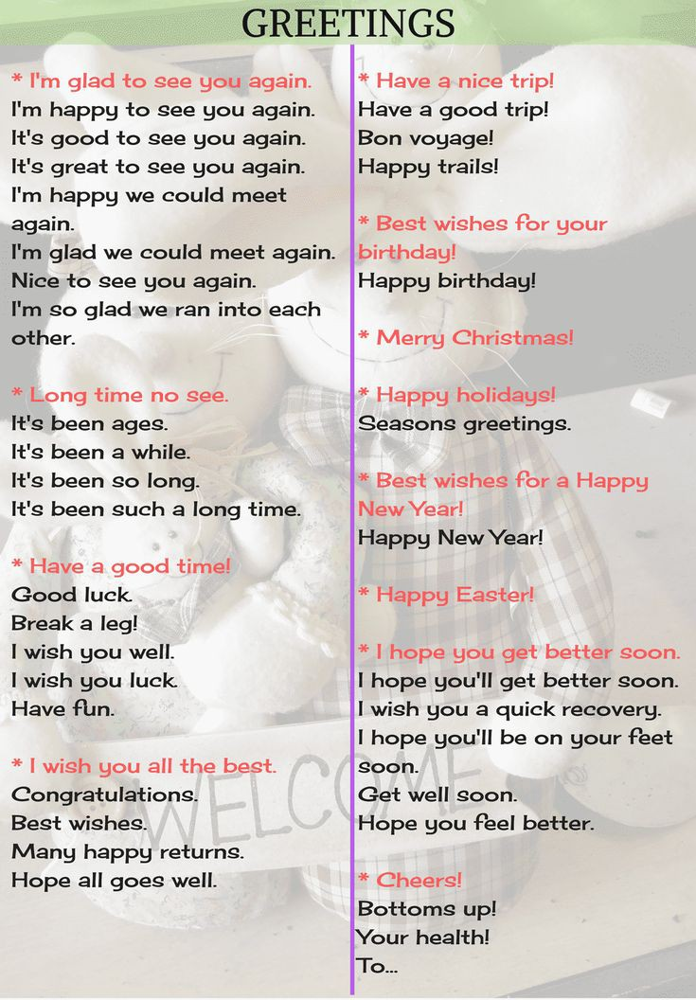 GREETINGS
* I'm glad to see you again.
I'm happy to see you again.
It's good to see you again.
It's great to see you again.
I'm happy we could meet
again.
I'm glad we could meet again.
Nice to see you again.
I'm so glad we ran into each
other.
* Long time no see.
It's been ages.
It's been a while.
It's been so long.
It's been such a long time.
* Have a good time!
Good luck.
Break a leg!
I wish you well.
I wish you luck.
Have fun.
* I wish you all the best.
Congratulations.
Best wishes.
Many happy returns.
Hope all goes well.
* Have a nice trip!
Have a good trip!
Bon voyage!
Happy trails!
* Best wishes for your
birthday!
Happy birthday!
* Merry Christmas!
* Happy holidays!
Seasons greetings.
* Best wishes for a Happy
New Year!
Happy New Year!
* Happy Easter!
* I hope you get better soon.
I hope you'll get better soon.
I wish you a quick recovery.
I hope you'll be on your feet
soon.
Get well soon.
Hope you feel better.
* Cheers!
Bottoms up!
Your health!
To...
WELCOME